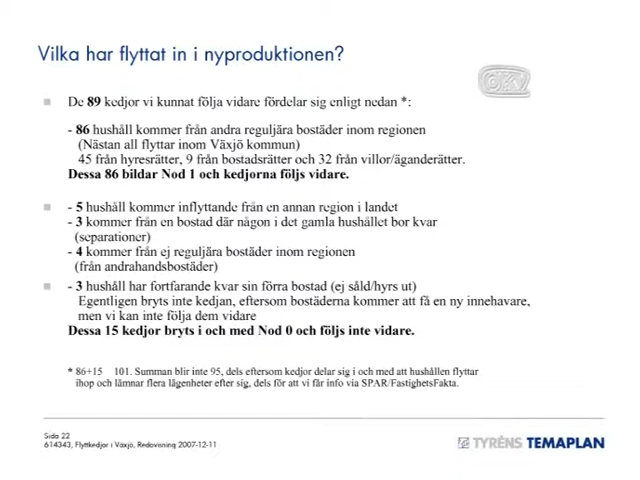 Vilka har flyttat in i nyproduktionen?
De 89 kedjor vi kunnat följa vidare fördelar sig enligt nedan *:
- 86 hushåll kommer från andra reguljära bostäder inom regionen
(Nästan all flyttar inom Växjö kommun)
45 från hyresrätter, 9 från bostadsrätter och 32 från villor/äganderätter.
Dessa 86 bildar Nod 1 och kedjorna följs vidare.
- 5 hushåll kommer inflyttande från en annan region i landet
- 3 kommer från en bostad där någon i det gamla hushållet bor kvar
(separationer)
- 4 kommer från ej reguljära bostäder inom regionen
(från andrahandsbostäder)
- 3 hushåll har fortfarande kvar sin förra bostad (ej såld/hyrs ut)
Egentligen bryts inte kedjan, eftersom bostäderna kommer att få en ny innehavare,
men vi kan inte följa dem vidare
Dessa 15 kedjor bryts i och med Nod 0 och följs inte vidare.
* 86+15 101. Summan blir inte 95, dels eftersom kedjor delar sig i och med att hushållen flyttar
ihop och lämnar flera lägenheter efter sig, dels för att vi får info via SPAR/FastighetsFakta.
Sida 22
614343, Flyttkedjor i Växjö, Redovisning 2007-12-11
TYRÉNS TEMAPLAN